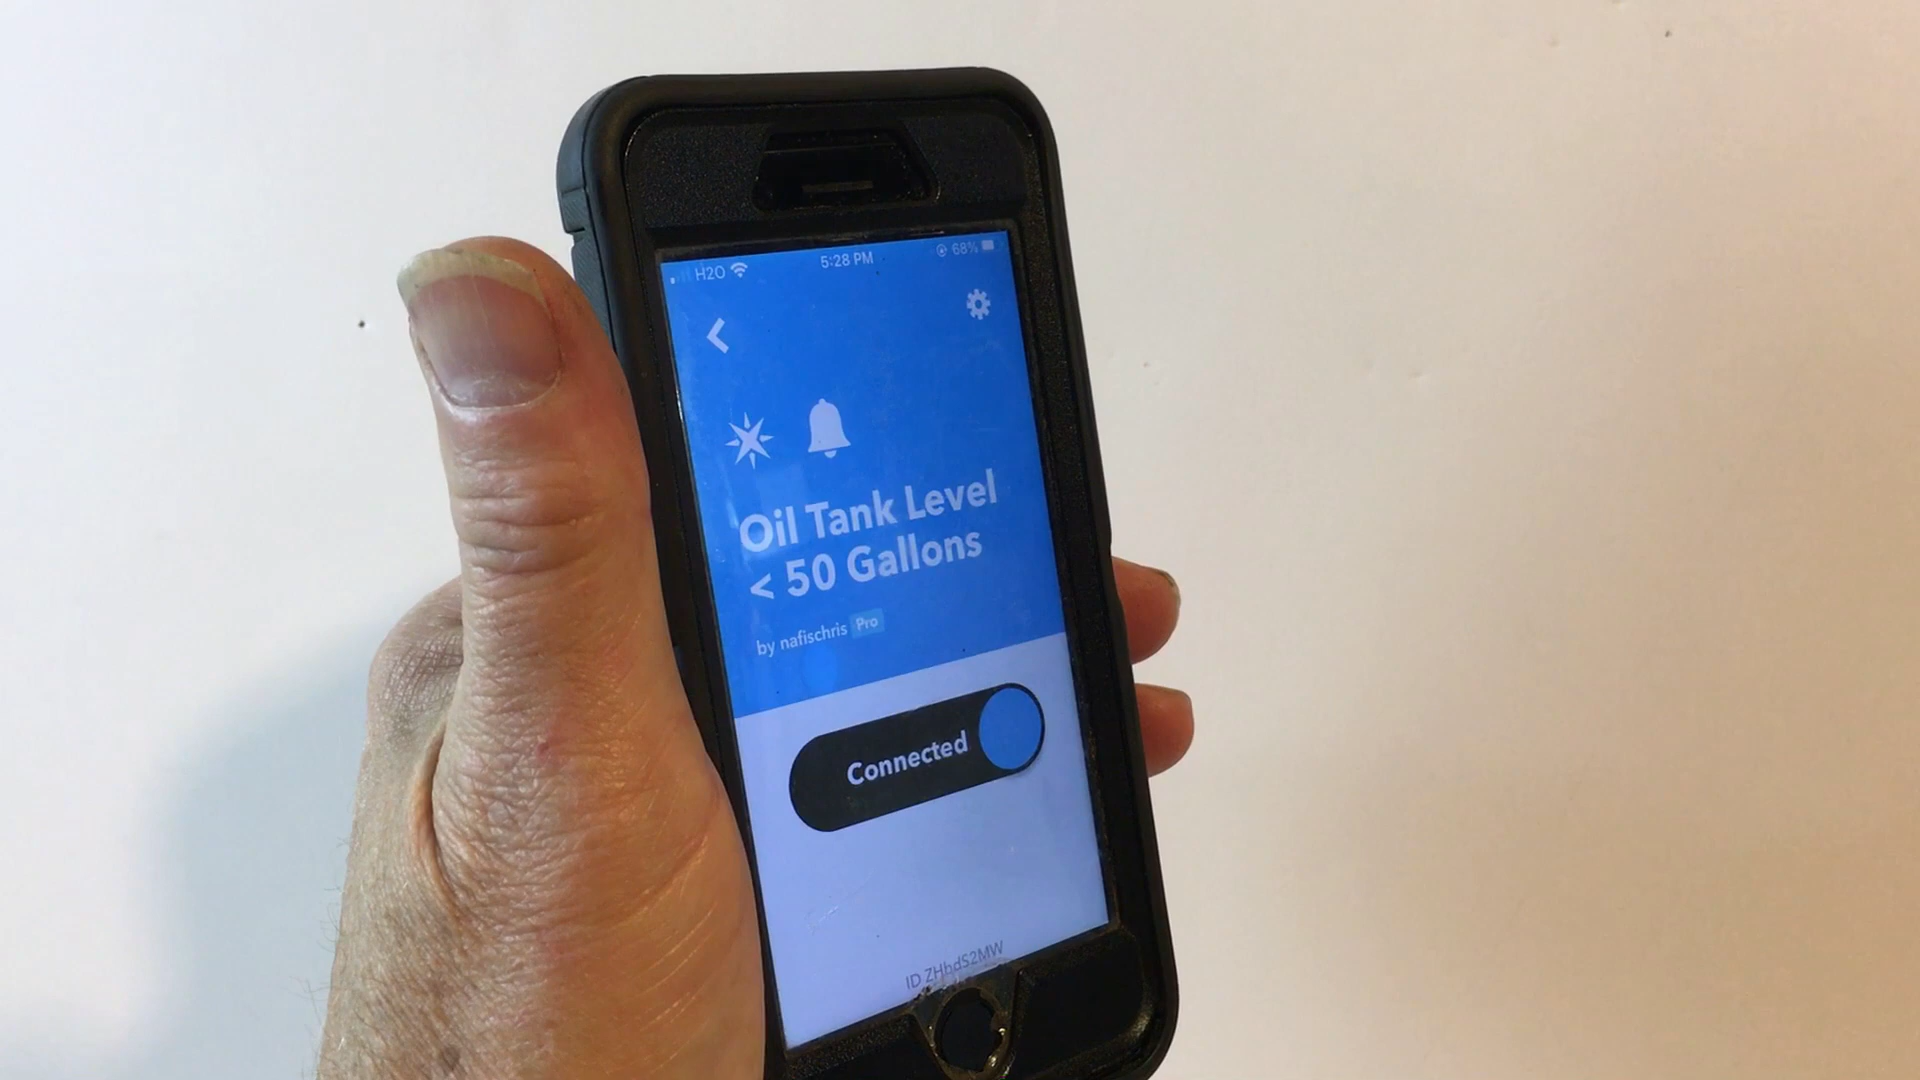 H2O 5:28 PM 68%
Oil Tank Level
< 50 Gallons
by nafischris Pro
Connected
ID ZHbdS2MW